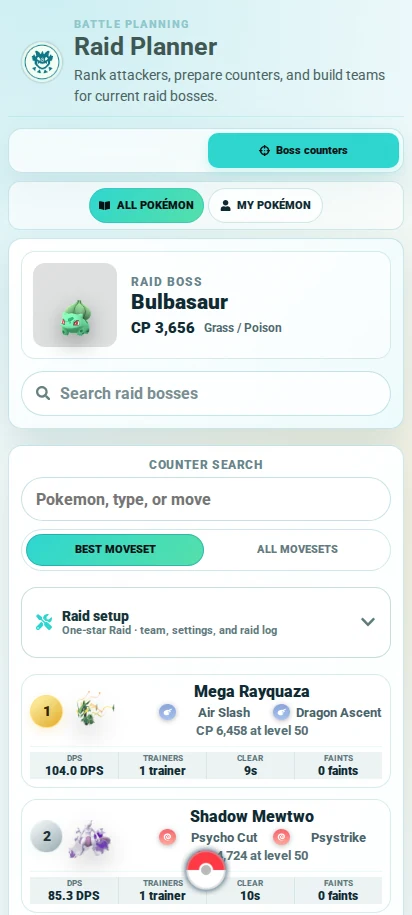 BATTLE PLANNING
Raid Planner
Rank attackers, prepare counters, and build teams
for current raid bosses.
Boss counters
ALL POKÉMON
MY POKÉMON
RAID BOSS
Bulbasaur
CP 3,656 Grass / Poison
Search raid bosses
COUNTER SEARCH
Pokemon, type, or move
BEST MOVESET
ALL MOVESETS
Raid setup
One-star Raid · team, settings, and raid log
1
Mega Rayquaza
Air Slash Dragon Ascent
CP 6,458 at level 50
DPS TRAINERS CLEAR FAINTS
104.0 DPS 1 trainer 9s 0 faints
2
Shadow Mewtwo
Psycho Cut Psystrike
4,724 at level 50
DPS TRAINERS CLEAR FAINTS
85.3 DPS 1 trainer 10s 0 faints